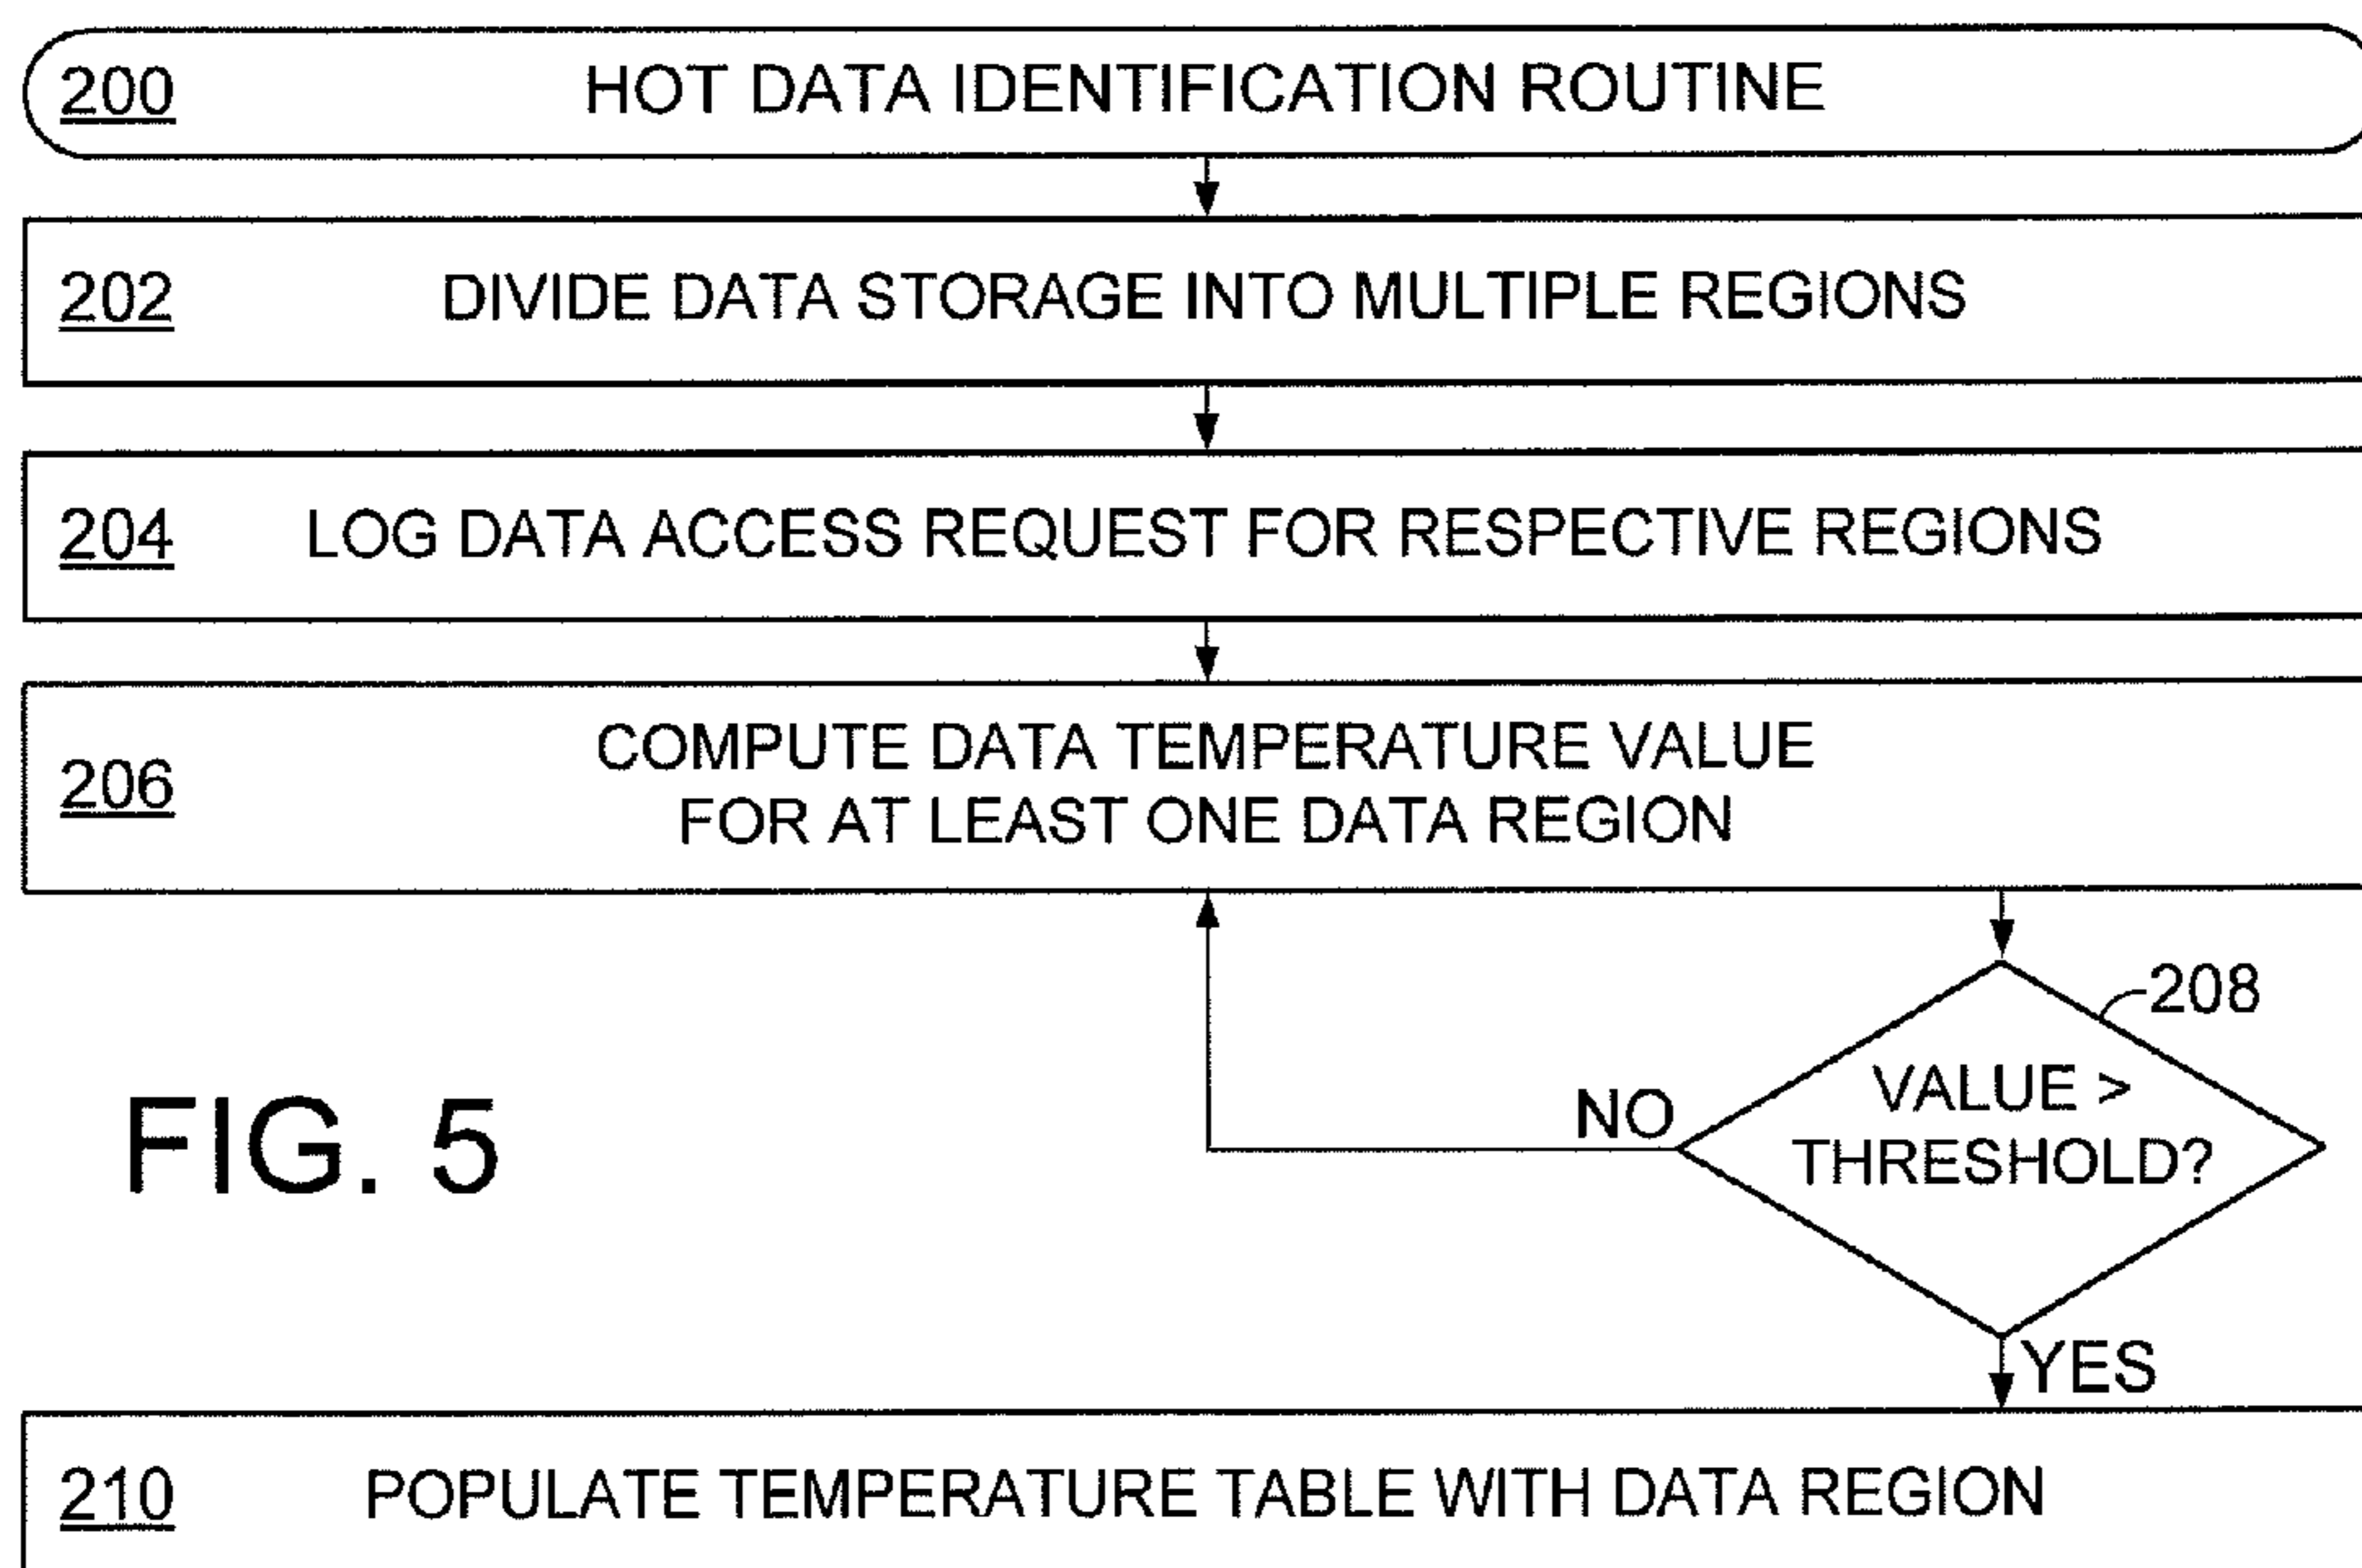 200 HOT DATA IDENTIFICATION ROUTINE
202 DIVIDE DATA STORAGE INTO MULTIPLE REGIONS
204 LOG DATA ACCESS REQUEST FOR RESPECTIVE REGIONS
206 COMPUTE DATA TEMPERATURE VALUE
FOR AT LEAST ONE DATA REGION
208
VALUE >
THRESHOLD?
NO
YES
FIG. 5
210 POPULATE TEMPERATURE TABLE WITH DATA REGION